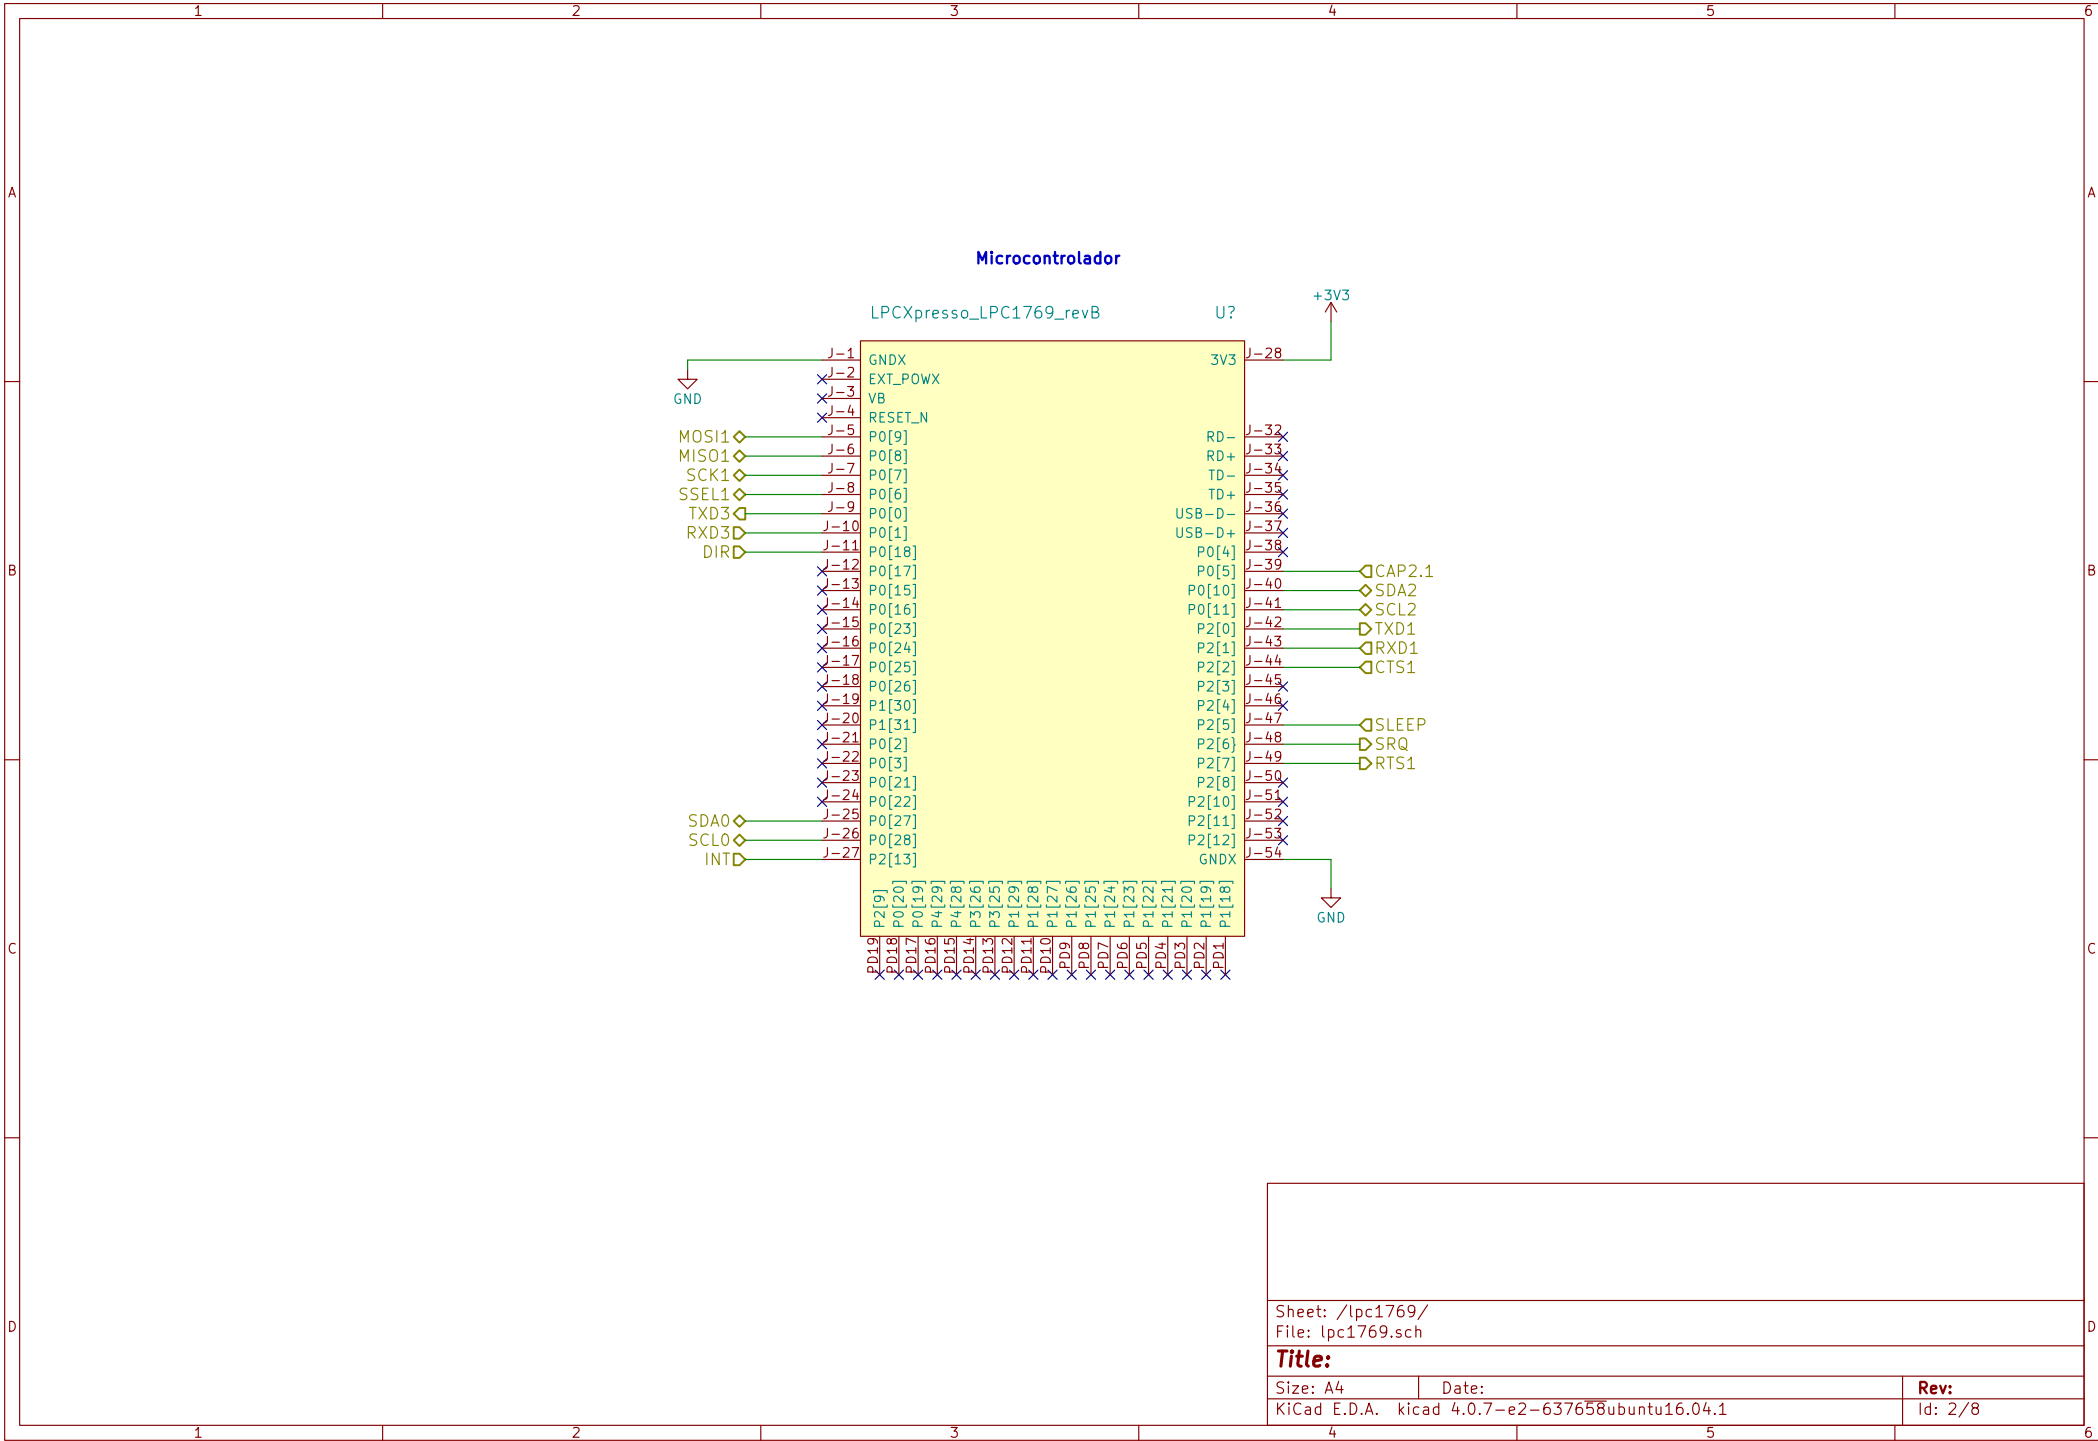 1 2 3 4 5 6
A A
Microcontrolador
LPCXpresso_LPC1769_revB U?
+3V3
J-1 GNDX 3V3 J-28
J-2 EXT_POWX
GND J-3 VB
J-4 RESET_N
MOSI1 J-5 P0[9] RD- J-32
MISO1 J-6 P0[8] RD+ J-33
SCK1 J-7 P0[7] TD- J-34
SSEL1 J-8 P0[6] TD+ J-35
TXD3 J-9 P0[0] USB-D- J-36
RXD3 J-10 P0[1] USB-D+ J-37
DIR J-11 P0[18] P0[4] J-38
B J-12 P0[17] P0[5] J-39 CAP2.1 B
J-13 P0[15] P0[10] J-40 SDA2
J-14 P0[16] P0[11] J-41 SCL2
J-15 P0[23] P2[0] J-42 TXD1
J-16 P0[24] P2[1] J-43 RXD1
J-17 P0[25] P2[2] J-44 CTS1
J-18 P0[26] P2[3] J-45
J-19 P1[30] P2[4] J-46
J-20 P1[31] P2[5] J-47 SLEEP
J-21 P0[2] P2[6} J-48 SRQ
J-22 P0[3] P2[7] J-49 RTS1
J-23 P0[21] P2[8] J-50
J-24 P0[22] P2[10] J-51
SDA0 J-25 P0[27] P2[11] J-52
SCL0 J-26 P0[28] P2[12] J-53
INT J-27 P2[13] GNDX J-54
P2[9] P0[20] P0[19] P4[29] P4[28] P3[26] P3[25] P1[29] P1[28] P1[27] P1[26] P1[25] P1[24] P1[23] P1[22] P1[21] P1[20] P1[19] P1[18]
GND
C C
PD19 PD18 PD17 PD16 PD15 PD14 PD13 PD12 PD11 PD10 PD9 PD8 PD7 PD6 PD5 PD4 PD3 PD2 PD1
Sheet: /lpc1769/
D D
File: lpc1769.sch
Title:
Size: A4 Date: Rev:
KiCad E.D.A. kicad 4.0.7-e2-637658ubuntu16.04.1 Id: 2/8
1 2 3 4 5 6